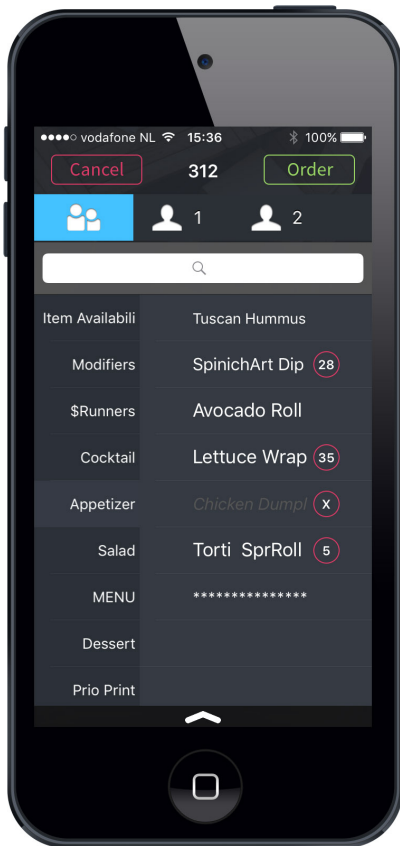 vodafone NL 15:36 100%
Cancel 312 Order
1 2
Item Availabili Tuscan Hummus
Modifiers SpinichArt Dip 28
$Runners Avocado Roll
Cocktail Lettuce Wrap 35
Appetizer Chicken Dumpl X
Salad Torti SprRoll 5
MENU ***************
Dessert
Prio Print